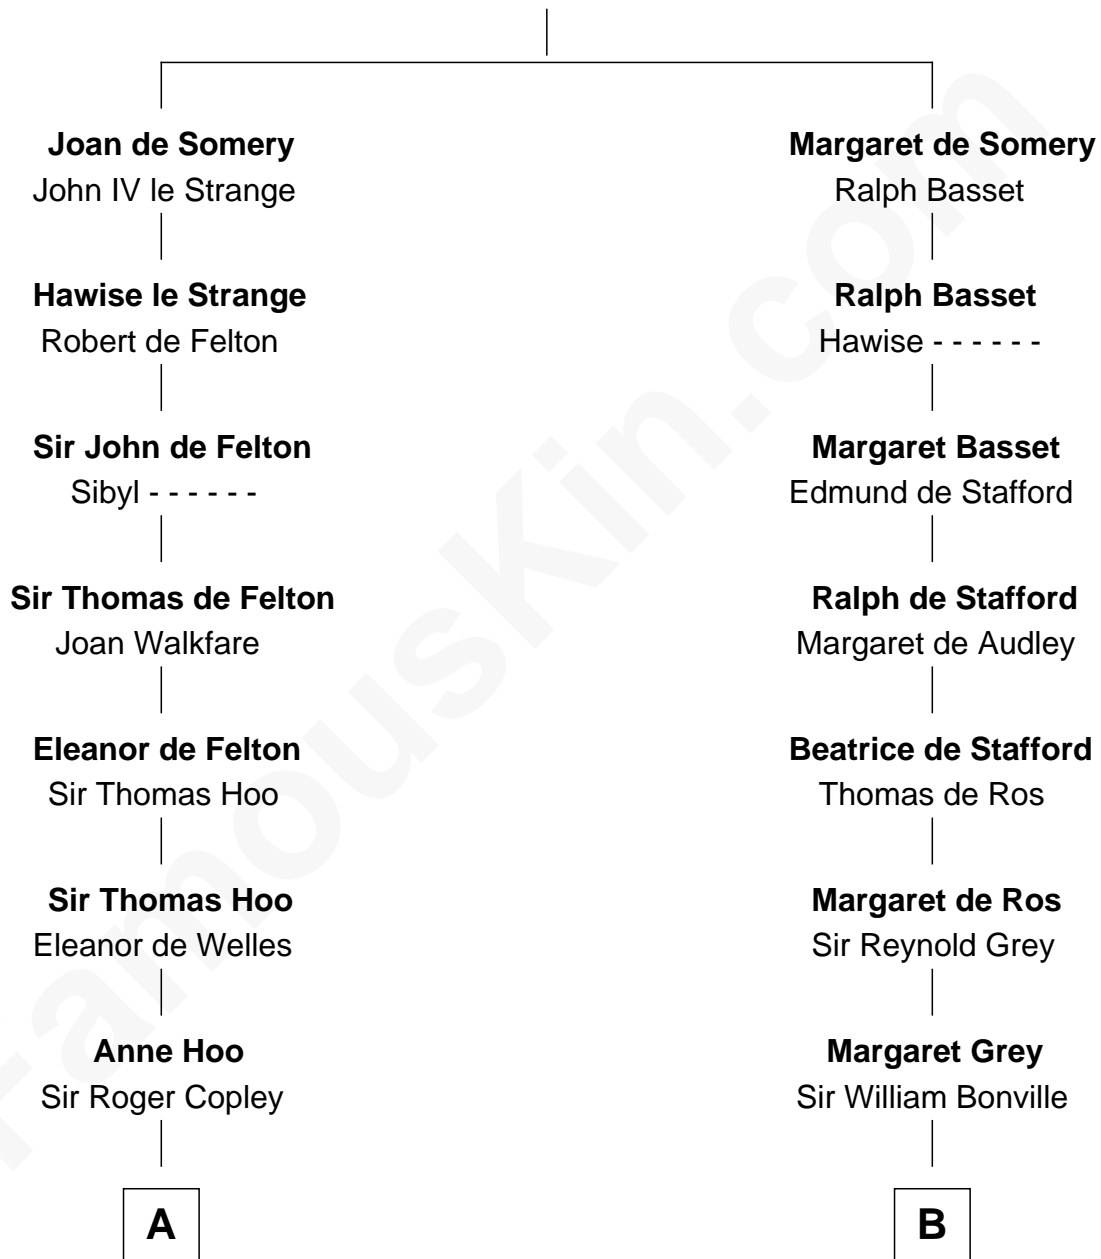 Joan de Somery
John IV le Strange
Hawise le Strange
Robert de Felton
Sir John de Felton
Sibyl - - - - - -
Sir Thomas de Felton
Joan Walkfare
Eleanor de Felton
Sir Thomas Hoo
Sir Thomas Hoo
Eleanor de Welles
Anne Hoo
Sir Roger Copley
A
Margaret de Somery
Ralph Basset
Ralph Basset
Hawise - - - - - -
Margaret Basset
Edmund de Stafford
Ralph de Stafford
Margaret de Audley
Beatrice de Stafford
Thomas de Ros
Margaret de Ros
Sir Reynold Grey
Margaret Grey
Sir William Bonville
B
FamousKin.com